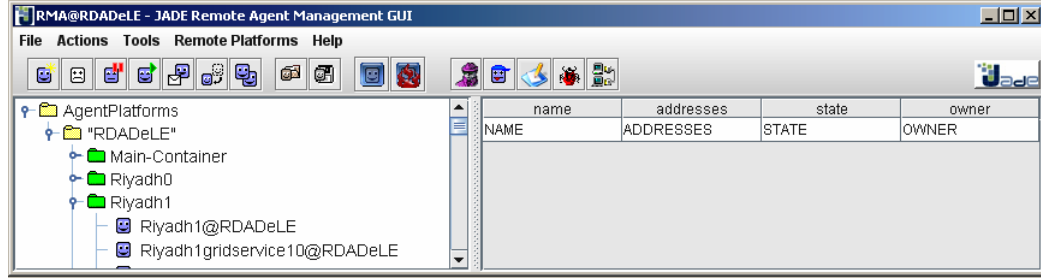 RMA@RDADeLE - JADE Remote Agent Management GUI
File Actions Tools Remote Platforms Help
Jade
AgentPlatforms
"RDADeLE"
Main-Container
Riyadh0
Riyadh1
Riyadh1@RDADeLE
Riyadh1gridservice10@RDADeLE
name addresses state owner
NAME ADDRESSES STATE OWNER